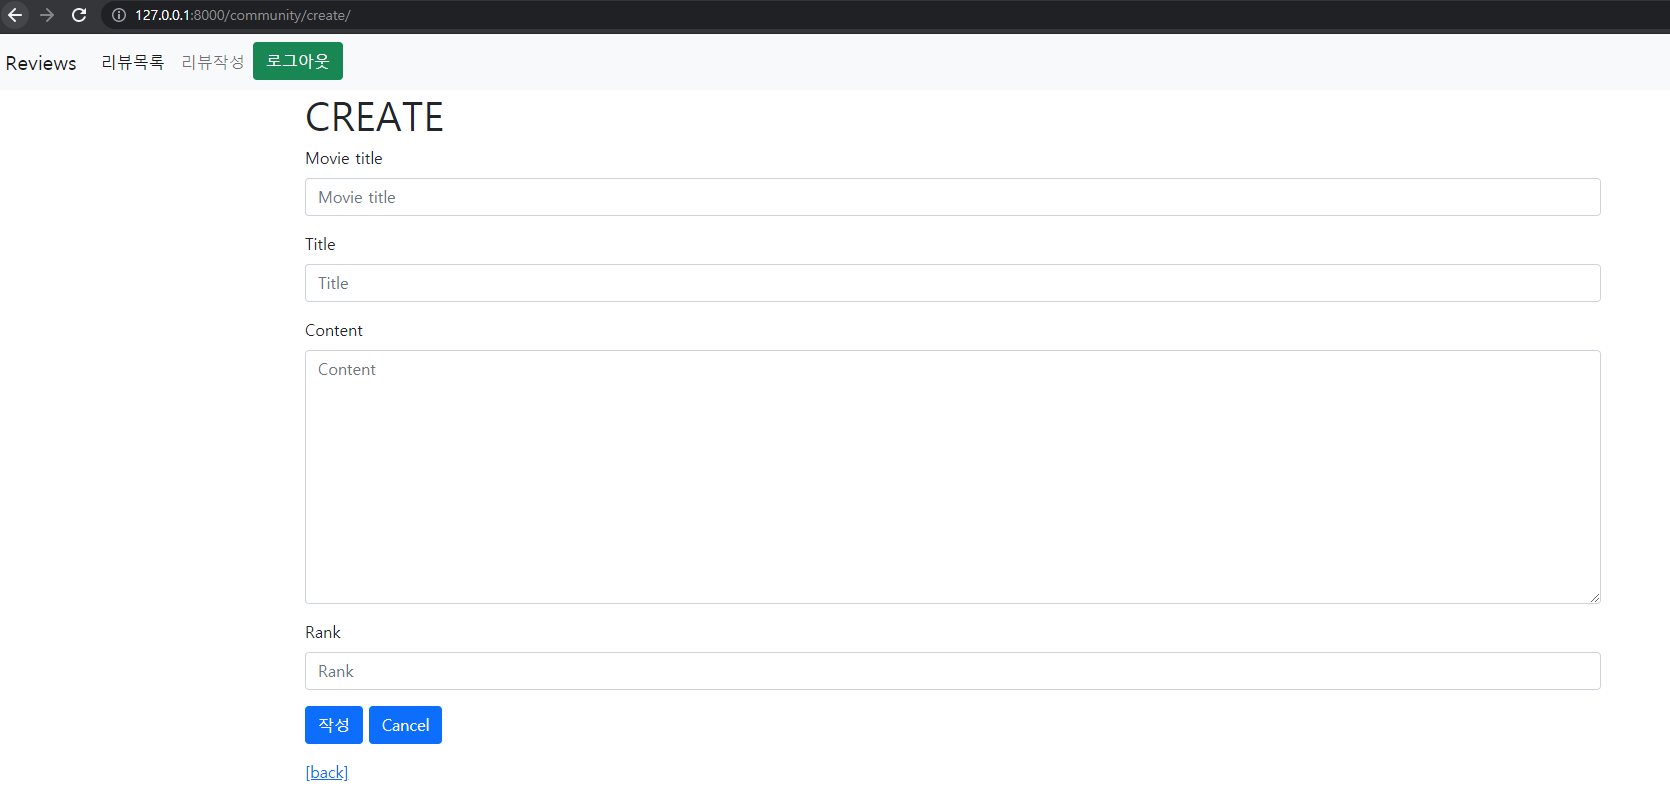 127.0.0.1:8000/community/create/
Reviews 리뷰목록 리뷰작성 로그아웃
CREATE
Movie title
Movie title
Title
Title
Content
Content
Rank
Rank
작성 Cancel
[back]